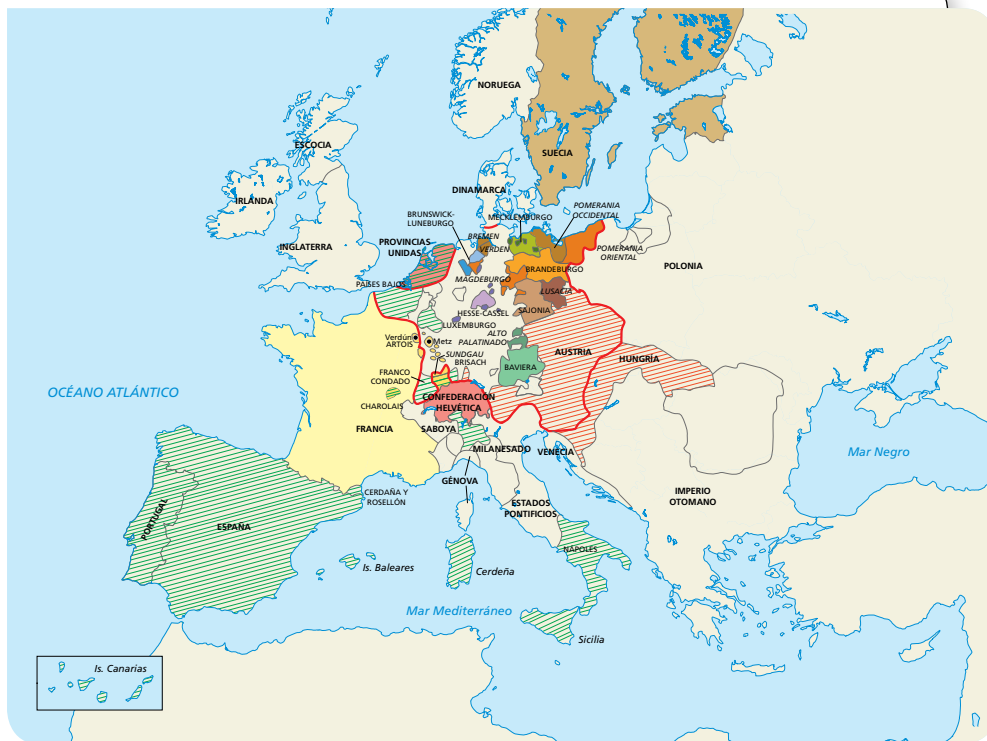 NORUEGA
ESCOCIA
SUECIA
IRLANDA
DINAMARCA
POMERANIA
OCCIDENTAL
BRUNSWICK-
LUNEBURGO
MECKLEMBURGO
INGLATERRA
PROVINCIAS
UNIDAS
BREMEN
VERDEN
POMERANIA
ORIENTAL
POLONIA
BRANDEBURGO
PAÍSES BAJOS
MAGDEBURGO
LUSACIA
HESSE-CASSEL
SAJONIA
LUXEMBURGO
Verdún
ARTOIS
Metz
ALTO
PALATINADO
SUNDGAU
BRISACH
AUSTRIA
HUNGRÍA
BAVIERA
FRANCO
CONDADO
OCÉANO ATLÁNTICO
CHAROLAIS
CONFEDERACIÓN
HELVÉTICA
FRANCIA
SABOYA
MILANESADO
VENECIA
Mar Negro
GÉNOVA
CERDAÑA Y
ROSELLÓN
IMPERIO
OTOMANO
ESTADOS
PONTIFICIOS
PORTUGAL
ESPAÑA
NÁPOLES
Is. Baleares
Cerdeña
Mar Mediterráneo
Sicilia
Is. Canarias